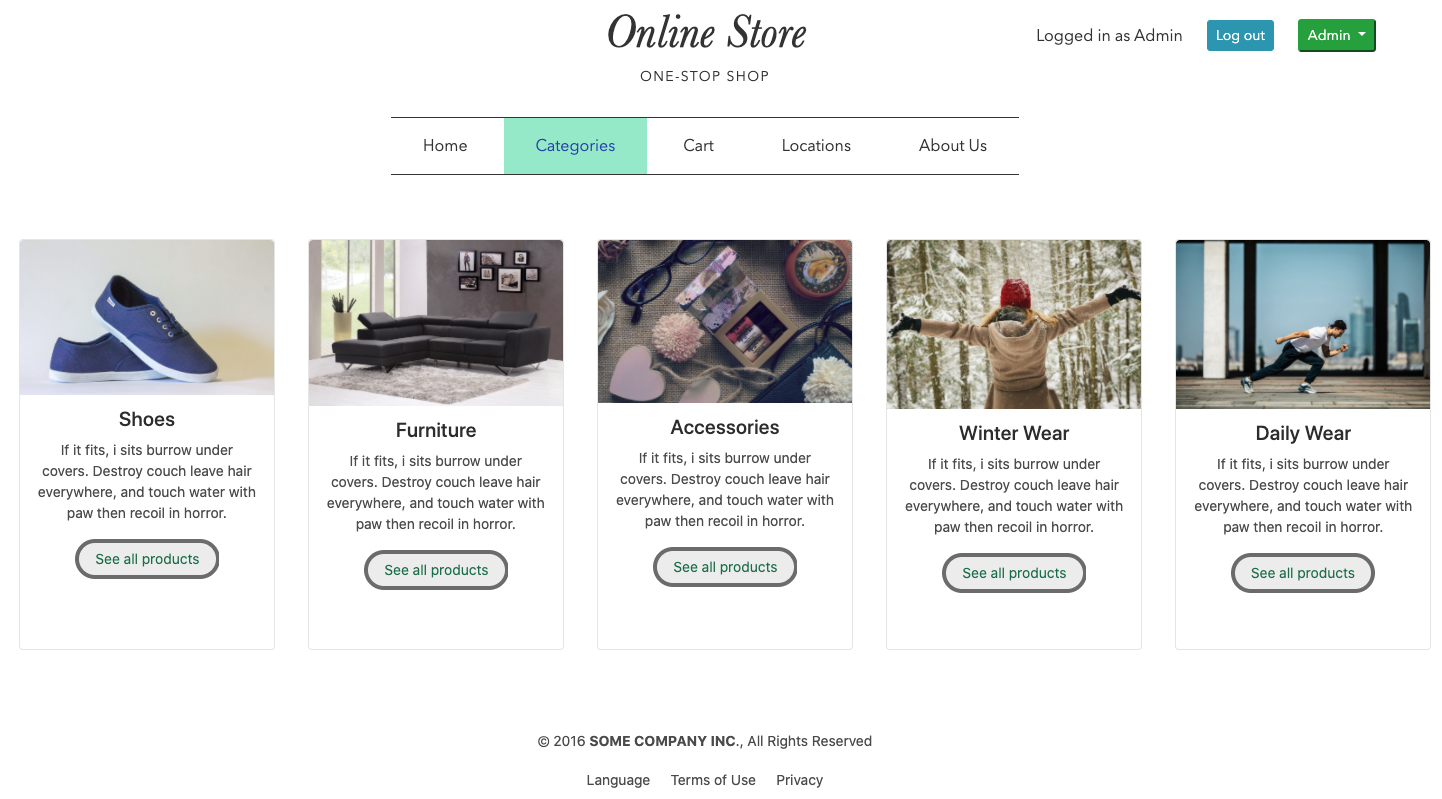 Online Store
ONE-STOP SHOP
Logged in as Admin
Log out
Admin
Home
Categories
Cart
Locations
About Us
Shoes
If it fits, i sits burrow under
covers. Destroy couch leave hair
everywhere, and touch water with
paw then recoil in horror.
See all products
Furniture
If it fits, i sits burrow under
covers. Destroy couch leave hair
everywhere, and touch water with
paw then recoil in horror.
See all products
Accessories
If it fits, i sits burrow under
covers. Destroy couch leave hair
everywhere, and touch water with
paw then recoil in horror.
See all products
Winter Wear
If it fits, i sits burrow under
covers. Destroy couch leave hair
everywhere, and touch water with
paw then recoil in horror.
See all products
Daily Wear
If it fits, i sits burrow under
covers. Destroy couch leave hair
everywhere, and touch water with
paw then recoil in horror.
See all products
© 2016 SOME COMPANY INC., All Rights Reserved
Language
Terms of Use
Privacy